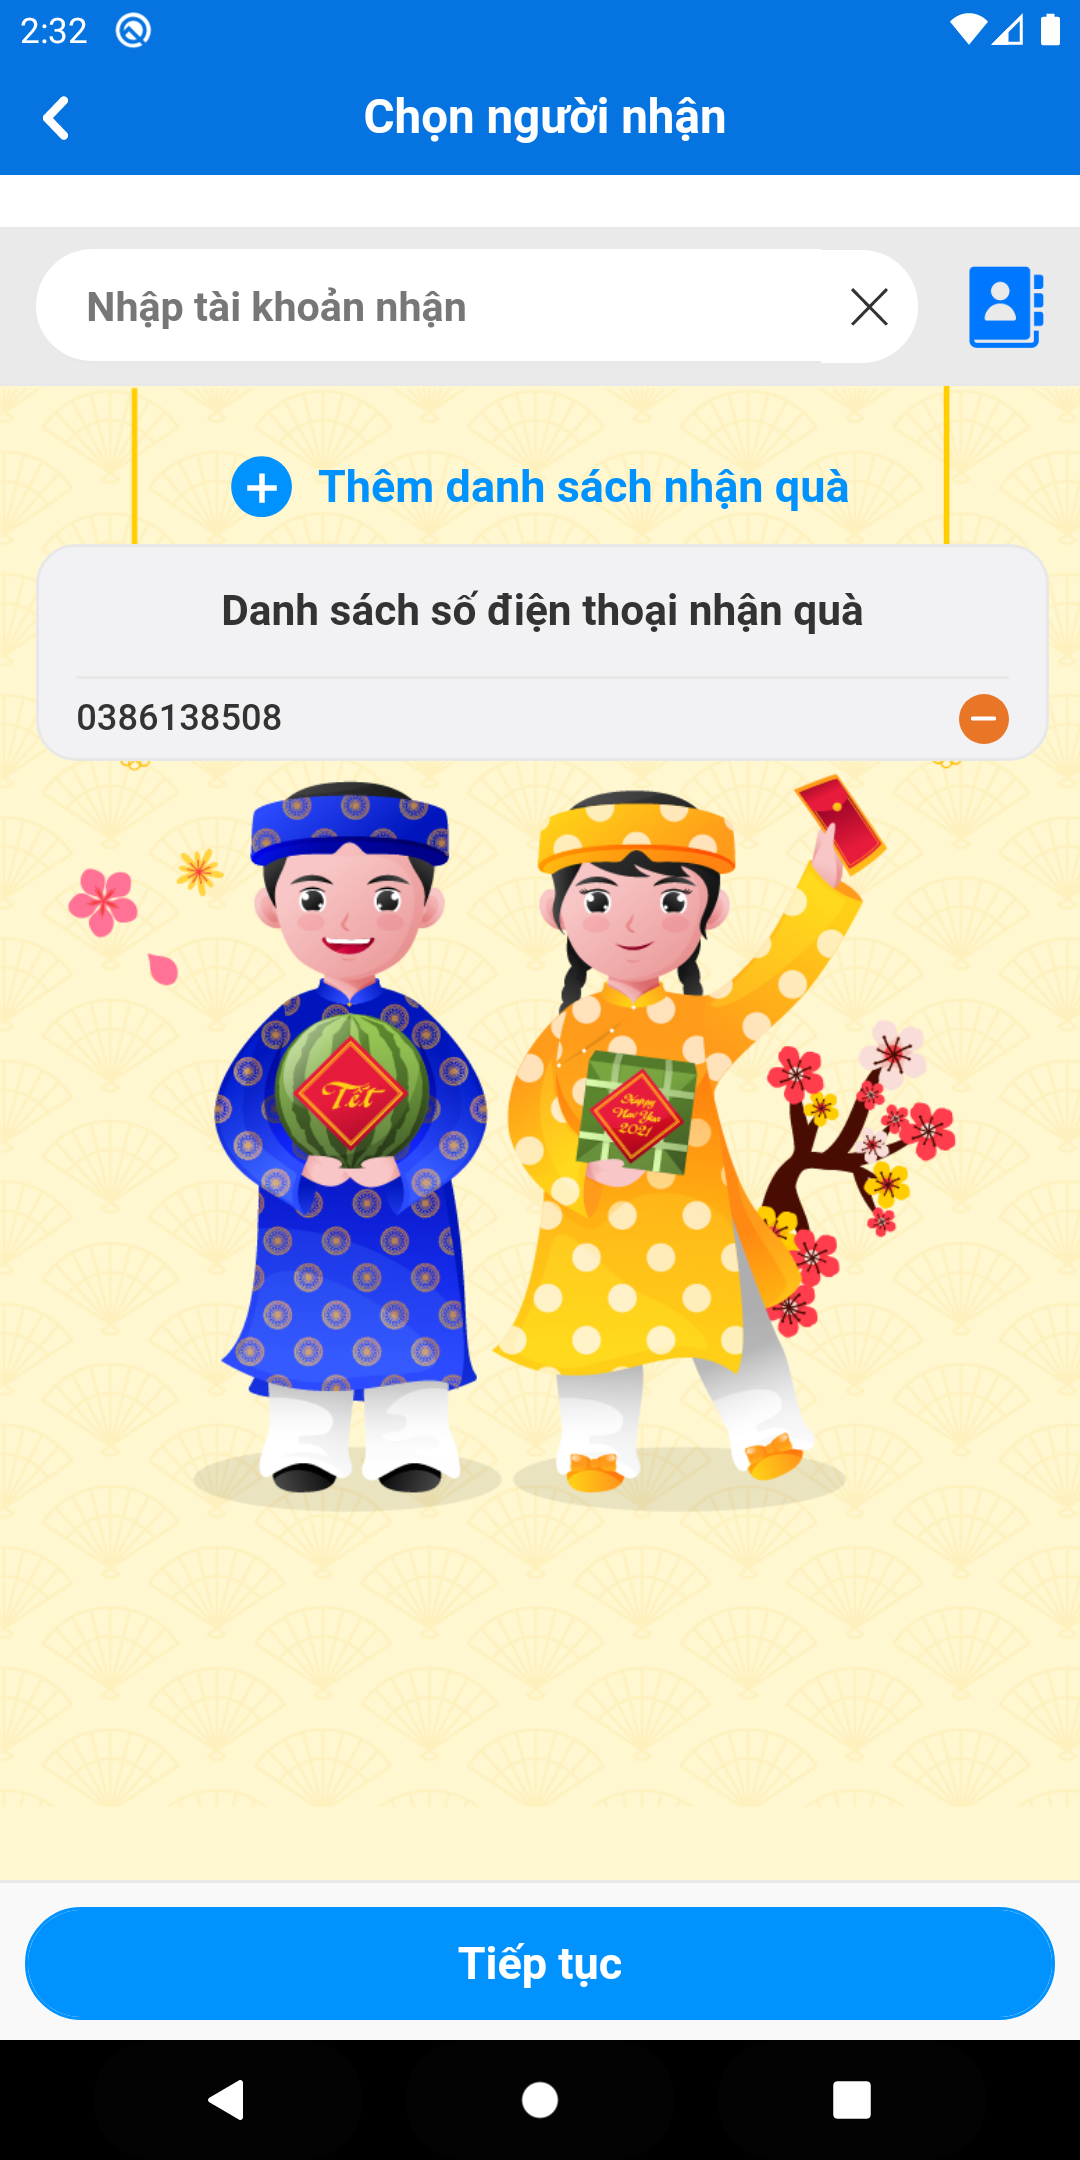 2:32
Chọn người nhận
Nhập tài khoản nhận
Thêm danh sách nhận quà
Danh sách số điện thoại nhận quà
0386138508
Tết
Happy
New Year
2021
Tiếp tục